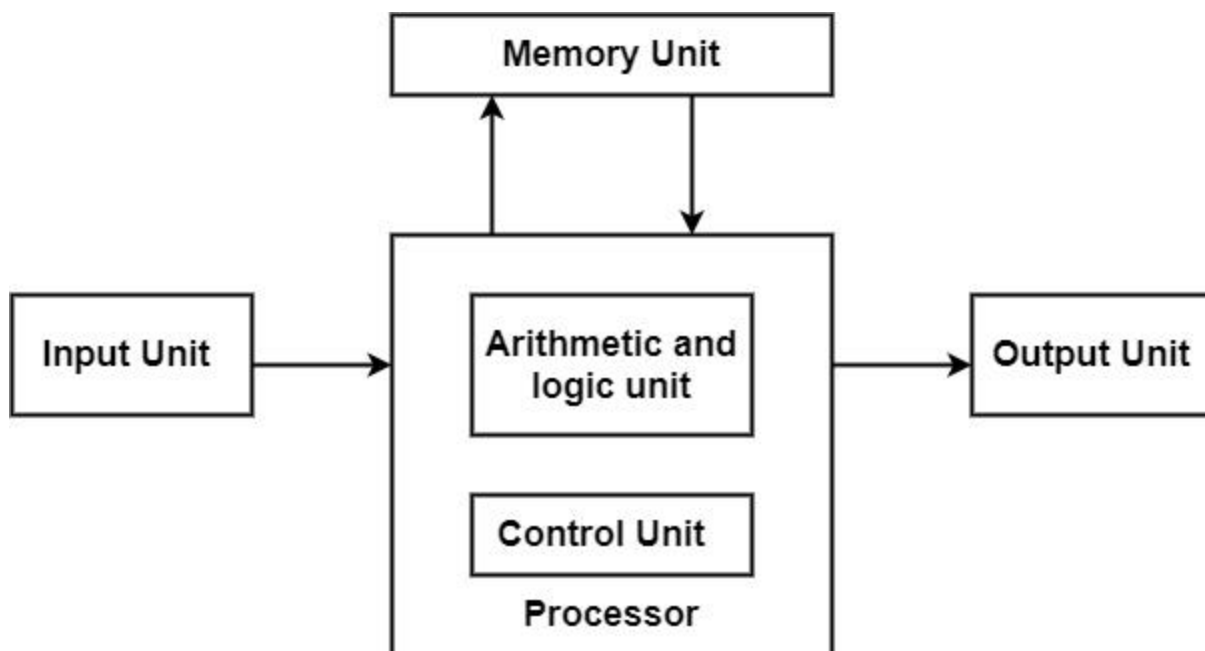 Memory Unit
Input Unit
Arithmetic and
logic unit
Output Unit
Control Unit
Processor